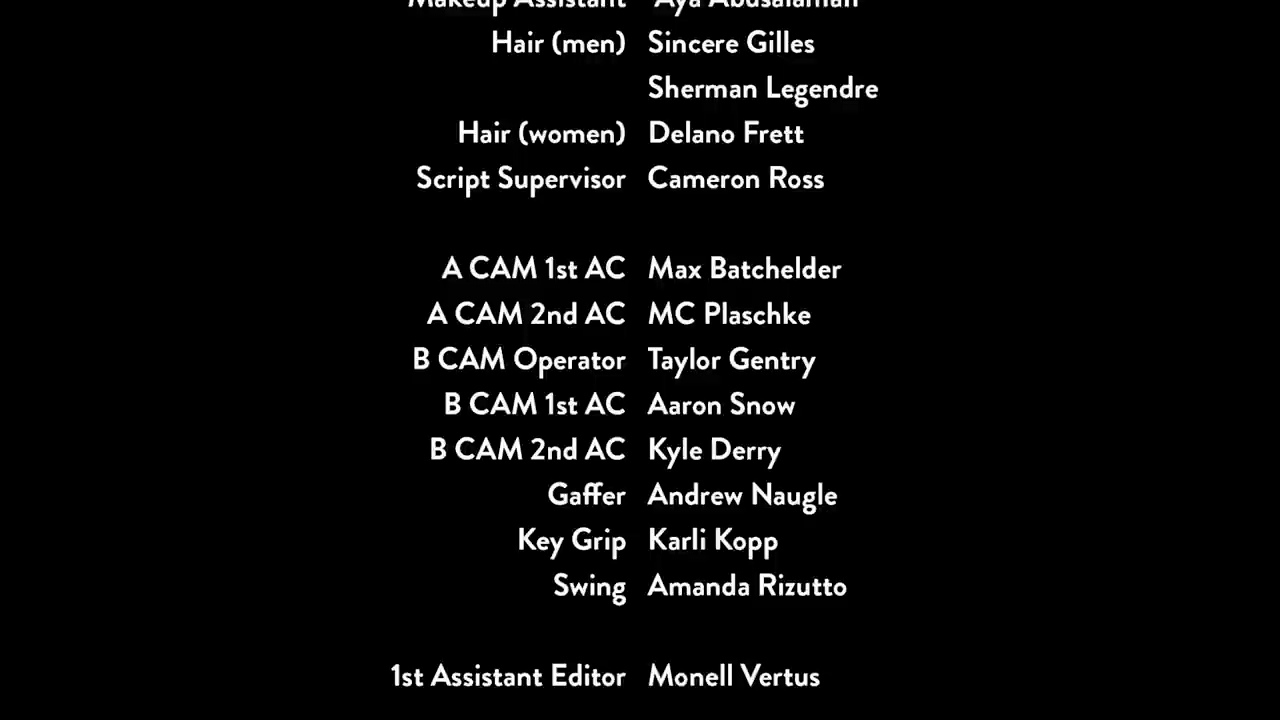 Makeup Assistant Aya Abusalamah
Hair (men) Sincere Gilles
Sherman Legendre
Hair (women) Delano Frett
Script Supervisor Cameron Ross
A CAM 1st AC Max Batchelder
A CAM 2nd AC MC Plaschke
B CAM Operator Taylor Gentry
B CAM 1st AC Aaron Snow
B CAM 2nd AC Kyle Derry
Gaffer Andrew Naugle
Key Grip Karli Kopp
Swing Amanda Rizutto
1st Assistant Editor Monell Vertus